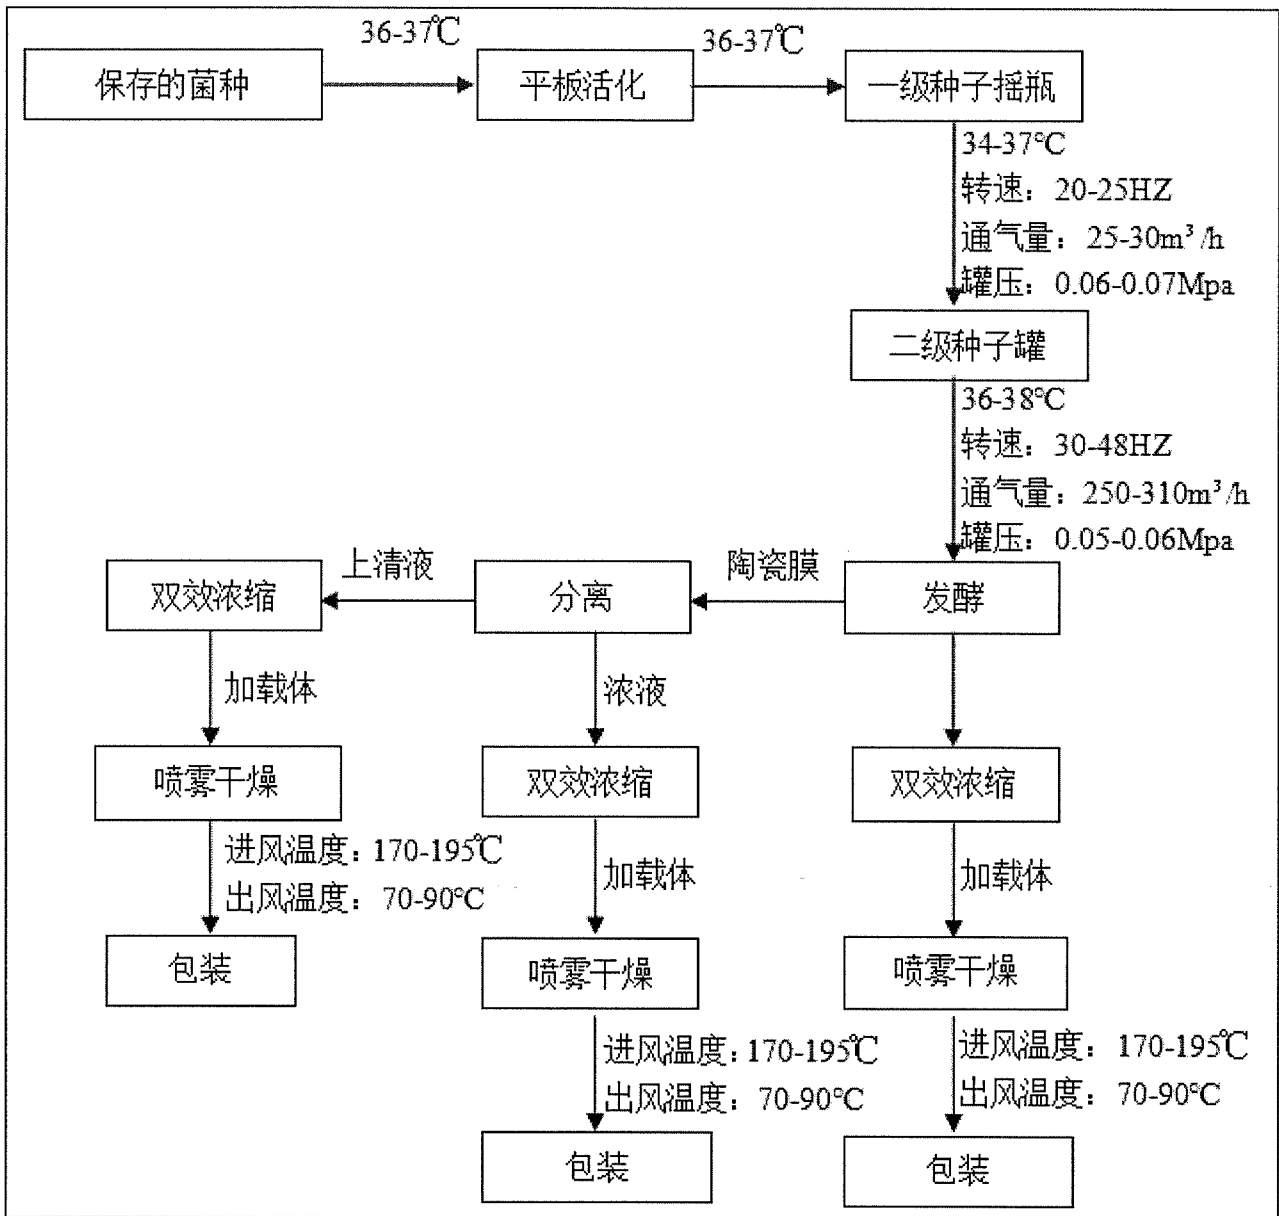 36-37℃
36-37℃
保存的菌种
平板活化
一级种子摇瓶
34-37℃
转速：20-25HZ
通气量：25-30m³/h
罐压：0.06-0.07Mpa
二级种子罐
36-38℃
转速：30-48HZ
通气量：250-310m³/h
罐压：0.05-0.06Mpa
上清液
陶瓷膜
双效浓缩
分离
发酵
加载体
浓液
喷雾干燥
双效浓缩
双效浓缩
进风温度：170-195℃
出风温度：70-90℃
加载体
加载体
包装
喷雾干燥
喷雾干燥
进风温度：170-195℃
出风温度：70-90℃
进风温度：170-195℃
出风温度：70-90℃
包装
包装